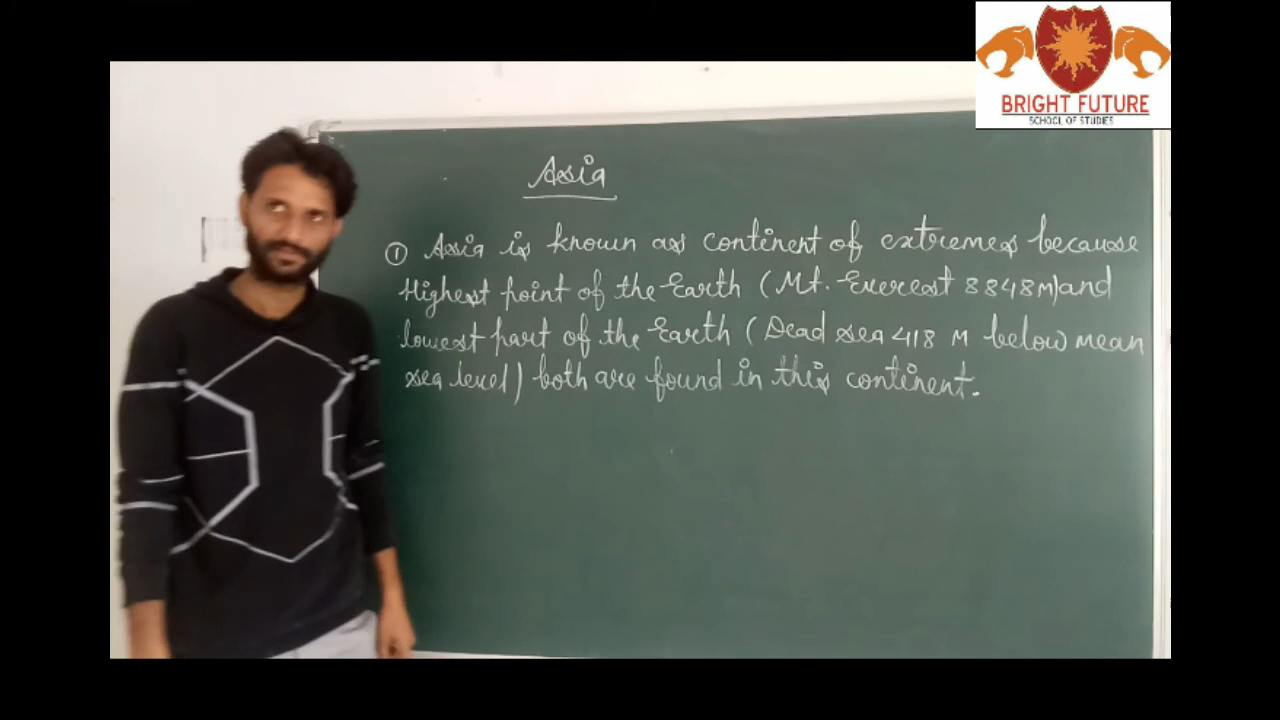 BRIGHT FUTURE
SCHOOL OF STUDIES
Asia
① Asia is known as continent of extremes because
Highest point of the Earth (Mt. Everest 8848M) and
lowest part of the Earth (Dead sea 418 M below mean
sea level) both are found in this continent.